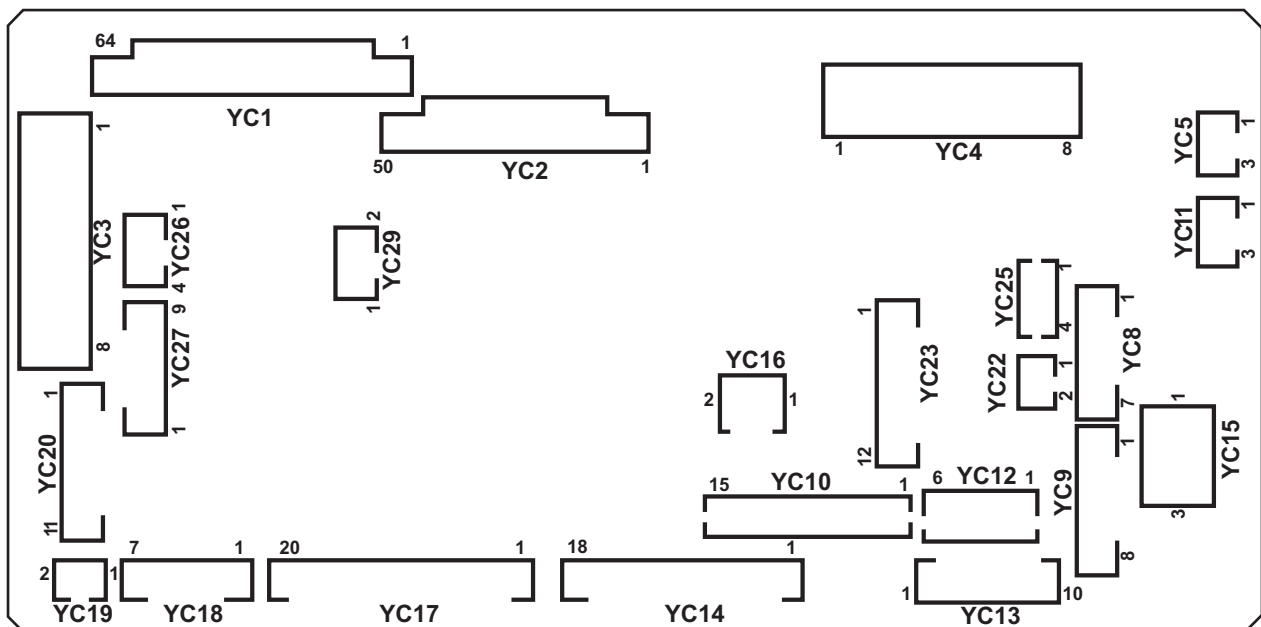 64 1
YC1
50 1
YC2
1 8
YC4
1 3
YC5
1 3
YC11
1 8
YC3
1 4
YC26
2 1
YC29
9 1
YC27
1 4
YC25
1 7
YC8
1 12
YC23
1 2
YC22
YC16
2 1
1 3
YC15
1 11
YC20
15 YC10 1
6 YC12 1
1 8
YC9
2 1
YC19
7 1
YC18
20 1
YC17
18 1
YC14
1 10
YC13